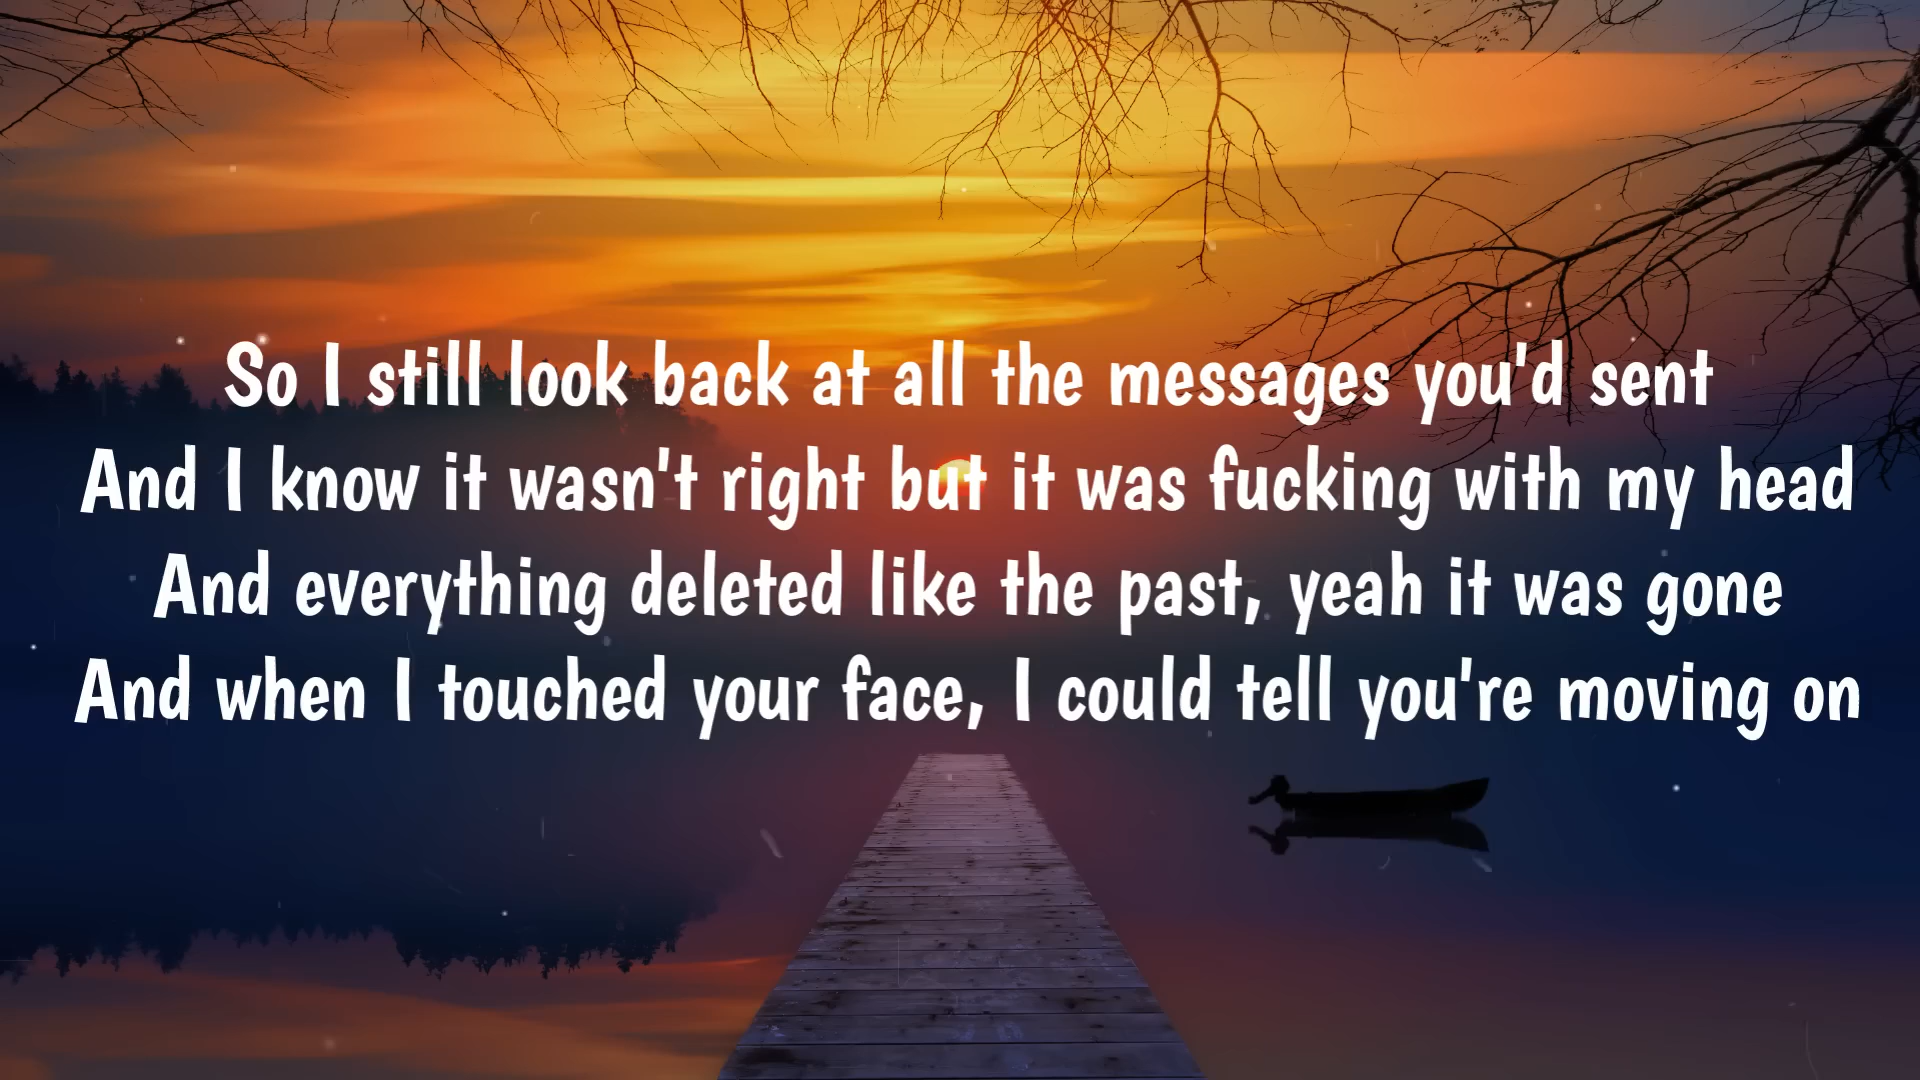 So I still look back at all the messages you'd sent
And I know it wasn't right but it was fucking with my head
And everything deleted like the past, yeah it was gone
And when I touched your face, I could tell you're moving on